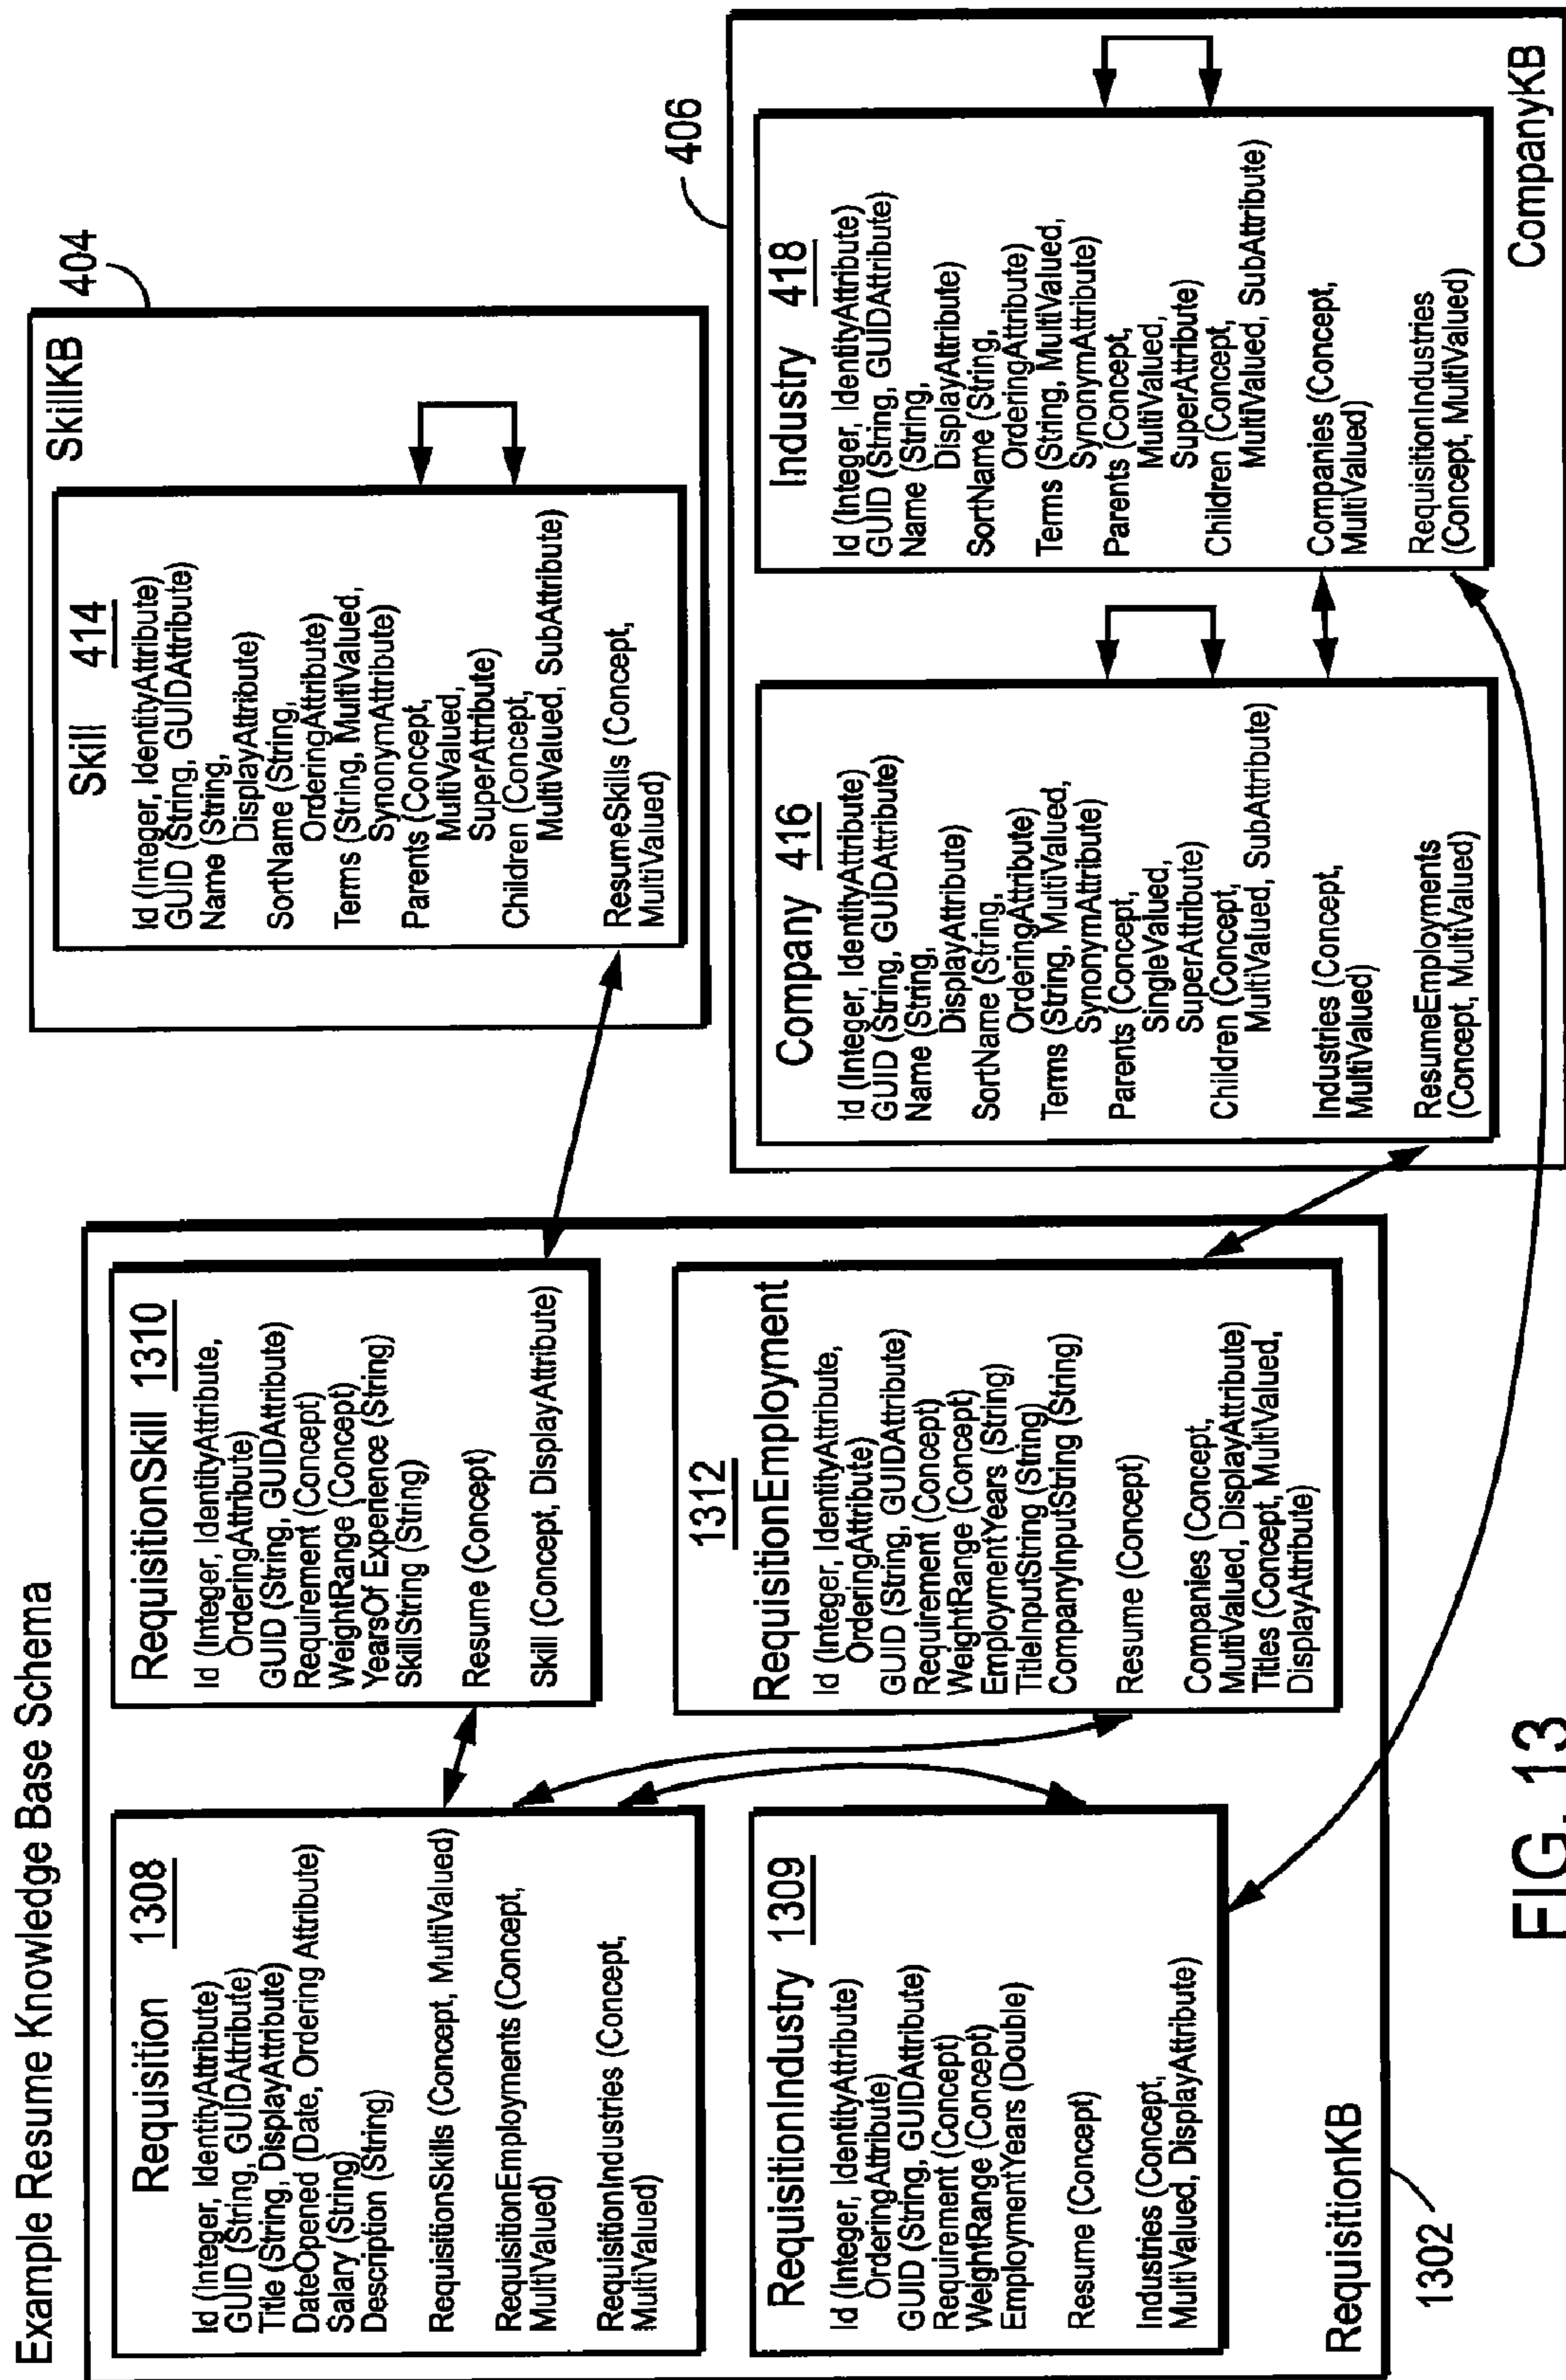 Example Resume Knowledge Base Schema
Requisition 1308
Id (Integer, IdentityAttribute)
GUID (String, GUIDAttribute)
Title (String, DisplayAttribute)
DateOpened (Date, Ordering Attribute)
Salary (String)
Description (String)
RequisitionSkills (Concept, MultiValued)
RequisitionEmployments (Concept,
MultiValued)
RequisitionIndustries (Concept,
MultiValued)
RequisitionIndustry 1309
Id (Integer, IdentityAttribute,
OrderingAttribute)
GUID (String, GUIDAttribute)
Requirement (Concept)
WeightRange (Concept)
EmploymentYears (Double)
Resume (Concept)
Industries (Concept,
MultiValued, DisplayAttribute)
RequisitionKB
1302
RequisitionSkill 1310
Id (Integer, IdentityAttribute,
OrderingAttribute)
GUID (String, GUIDAttribute)
Requirement (Concept)
WeightRange (Concept)
YearsOf Experience (String)
SkillString (String)
Resume (Concept)
Skill (Concept, DisplayAttribute)
1312
RequisitionEmployment
Id (Integer, IdentityAttribute,
OrderingAttribute)
GUID (String, GUIDAttribute)
Requirement (Concept)
WeightRange (Concept)
EmploymentYears (String)
TitleInputString (String)
CompanyInputString (String)
Resume (Concept)
Companies (Concept,
MultiValued, DisplayAttribute)
Titles (Concept, MultiValued,
DisplayAttribute)
SkillKB
404
Skill 414
Id (Integer, IdentityAttribute)
GUID (String, GUIDAttribute)
Name (String,
DisplayAttribute)
SortName (String,
OrderingAttribute)
Terms (String, MultiValued,
SynonymAttribute)
Parents (Concept,
MultiValued,
SuperAttribute)
Children (Concept,
MultiValued, SubAttribute)
ResumeSkills (Concept,
MultiValued)
406
Company 416
Id (Integer, IdentityAttribute)
GUID (String, GUIDAttribute)
Name (String,
DisplayAttribute)
SortName (String,
OrderingAttribute)
Terms (String, MultiValued,
SynonymAttribute)
Parents (Concept,
SingleValued,
SuperAttribute)
Children (Concept,
MultiValued, SubAttribute)
Industries (Concept,
MultiValued)
ResumeEmployments
(Concept, MultiValued)
Industry 418
Id (Integer, IdentityAttribute)
GUID (String, GUIDAttribute)
Name (String,
DisplayAttribute)
SortName (String,
OrderingAttribute)
Terms (String, MultiValued,
SynonymAttribute)
Parents (Concept,
MultiValued,
SuperAttribute)
Children (Concept,
MultiValued, SubAttribute)
Companies (Concept,
MultiValued)
RequisitionIndustries
(Concept, MultiValued)
CompanyKB
FIG. 13